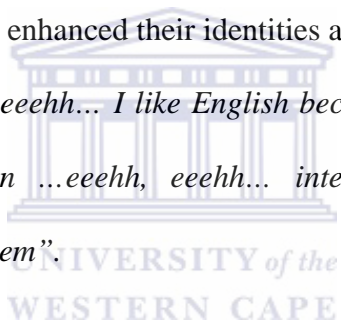 enhanced their identities a
eeehh… I like English bec
n …eeehh, eeehh… inte
em”.
UNIVERSITY of the
WESTERN CAPE